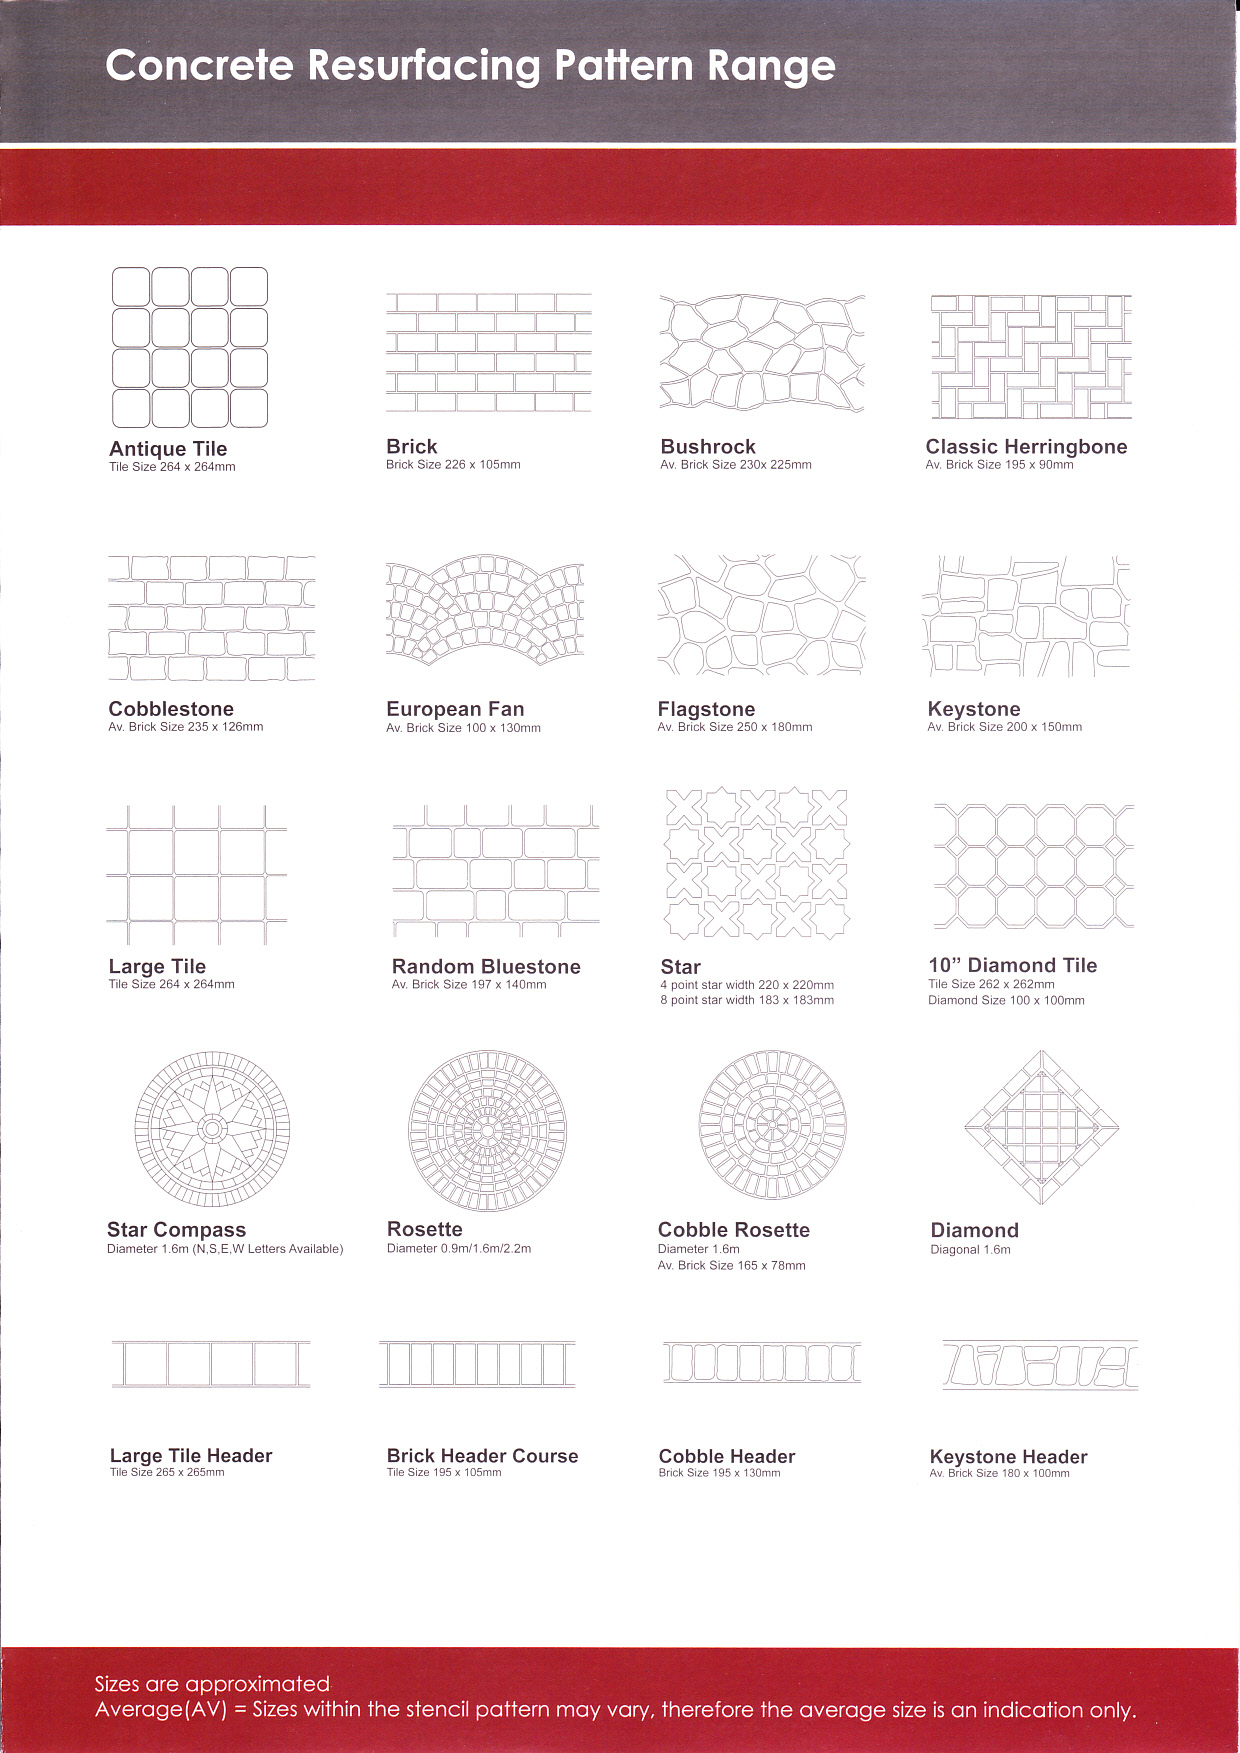 Concrete Resurfacing Pattern Range
Antique Tile
Tile Size 264 x 264mm
Brick
Brick Size 226 x 105mm
Bushrock
Av. Brick Size 230x 225mm
Classic Herringbone
Av. Brick Size 195 x 90mm
Cobblestone
Av. Brick Size 235 x 126mm
European Fan
Av. Brick Size 100 x 130mm
Flagstone
Av. Brick Size 250 x 180mm
Keystone
Av. Brick Size 200 x 150mm
Large Tile
Tile Size 264 x 264mm
Random Bluestone
Av. Brick Size 197 x 140mm
Star
4 point star width 220 x 220mm
8 point star width 183 x 183mm
10” Diamond Tile
Tile Size 262 x 262mm
Diamond Size 100 x 100mm
Star Compass
Diameter 1.6m (N,S,E,W Letters Available)
Rosette
Diameter 0.9m/1.6m/2.2m
Cobble Rosette
Diameter 1.6m
Av. Brick Size 165 x 78mm
Diamond
Diagonal 1.6m
Large Tile Header
Tile Size 265 x 265mm
Brick Header Course
Tile Size 195 x 105mm
Cobble Header
Brick Size 195 x 130mm
Keystone Header
Av. Brick Size 180 x 100mm
Sizes are approximated
Average(AV) = Sizes within the stencil pattern may vary, therefore the average size is an indication only.